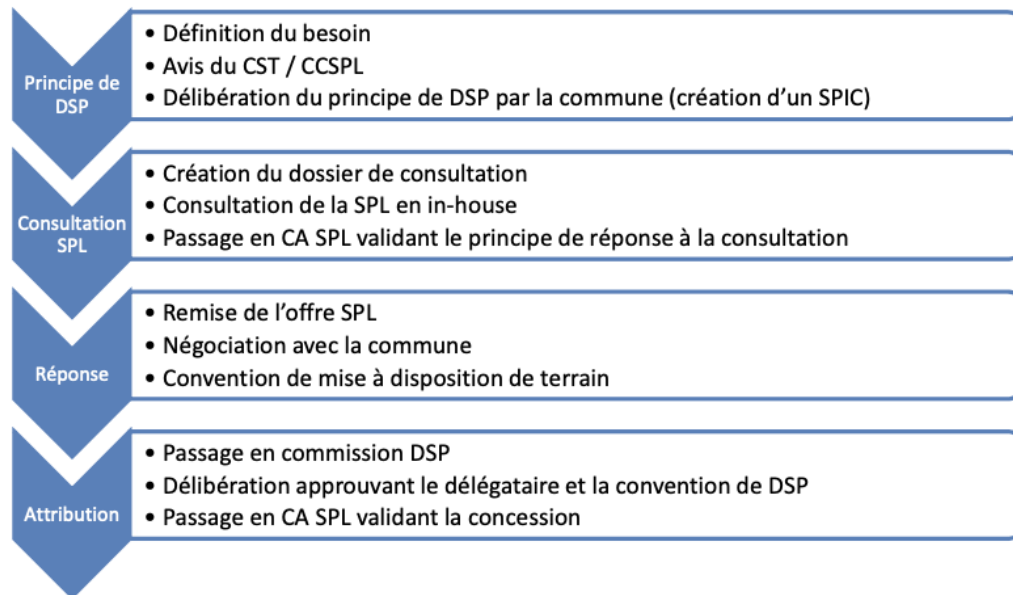 Principe de
DSP
• Définition du besoin
• Avis du CST / CCSPL
• Délibération du principe de DSP par la commune (création d'un SPIC)
Consultation
SPL
• Création du dossier de consultation
• Consultation de la SPL en in-house
• Passage en CA SPL validant le principe de réponse à la consultation
Réponse
• Remise de l'offre SPL
• Négociation avec la commune
• Convention de mise à disposition de terrain
Attribution
• Passage en commission DSP
• Délibération approuvant le délégataire et la convention de DSP
• Passage en CA SPL validant la concession